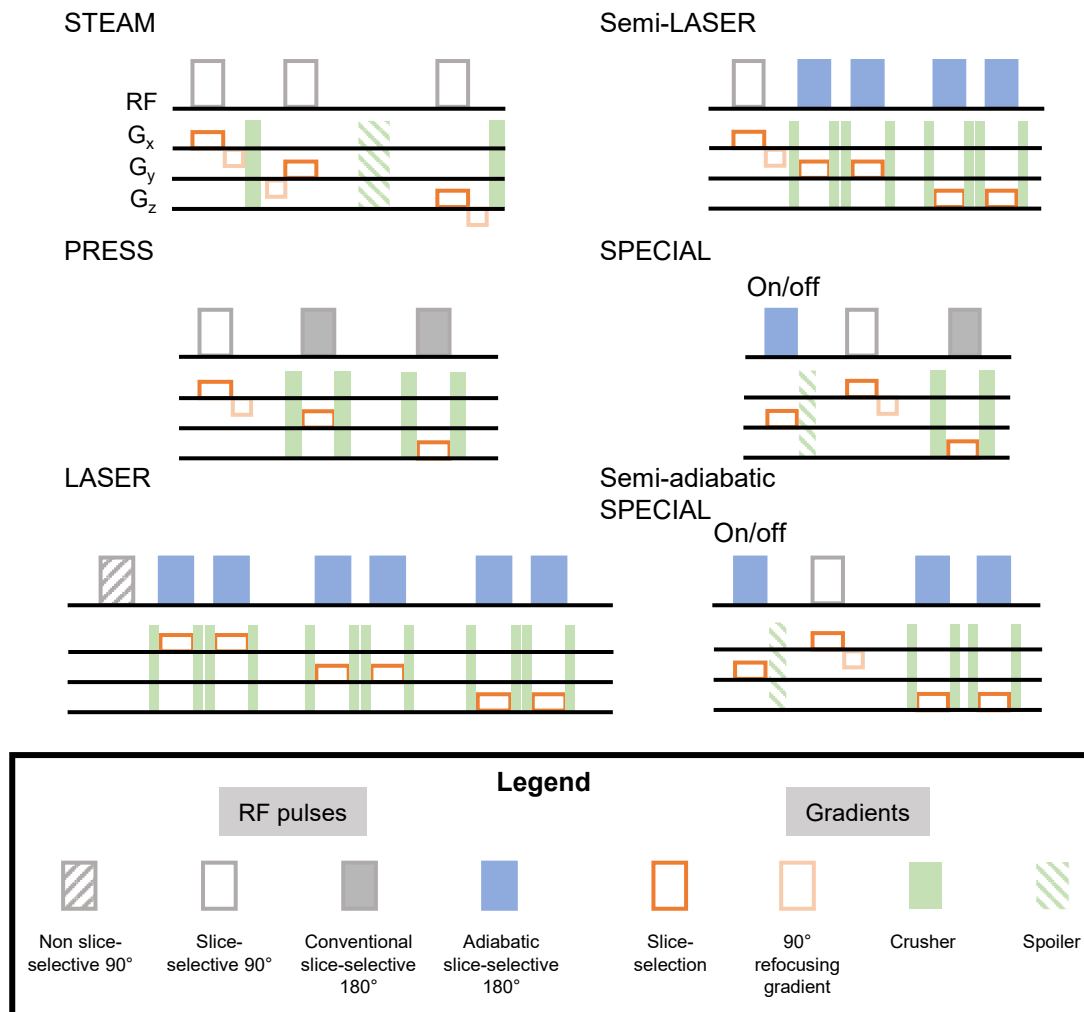 STEAM
RF
Gx
Gy
Gz
Semi-LASER
PRESS
SPECIAL
On/off
LASER
Semi-adiabatic
SPECIAL
On/off
Legend
RF pulses
Gradients
Non slice-
selective 90°
Slice-
selective 90°
Conventional
slice-selective
180°
Adiabatic
slice-selective
180°
Slice-
selection
90°
refocusing
gradient
Crusher
Spoiler